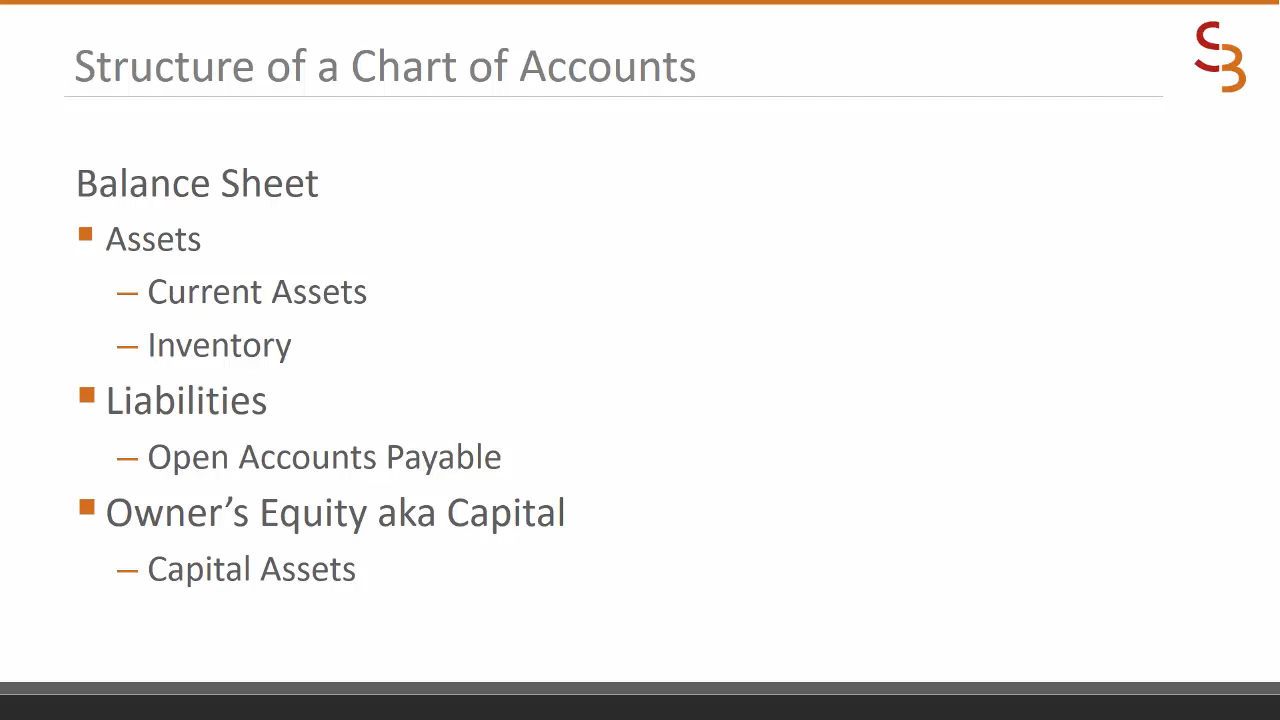 Structure of a Chart of Accounts
SB
Balance Sheet
Assets
– Current Assets
– Inventory
Liabilities
– Open Accounts Payable
Owner’s Equity aka Capital
– Capital Assets